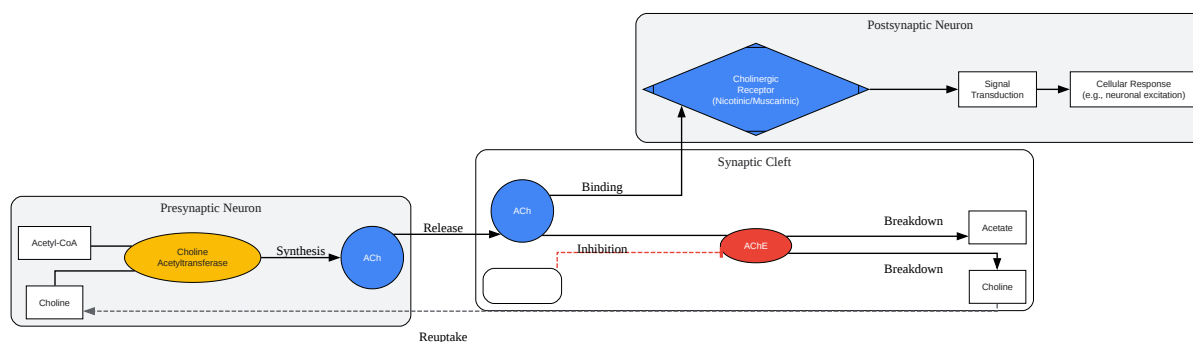 Postsynaptic Neuron
Cholinergic
Receptor
(Nicotinic/Muscarinic)
Signal
Transduction
Cellular Response
(e.g., neuronal excitation)
Synaptic Cleft
Binding
ACh
Breakdown
Acetate
Inhibition
AChE
Breakdown
Choline
Presynaptic Neuron
Acetyl-CoA
Choline
Acetyltransferase
Synthesis
ACh
Release
Choline
Reuptake